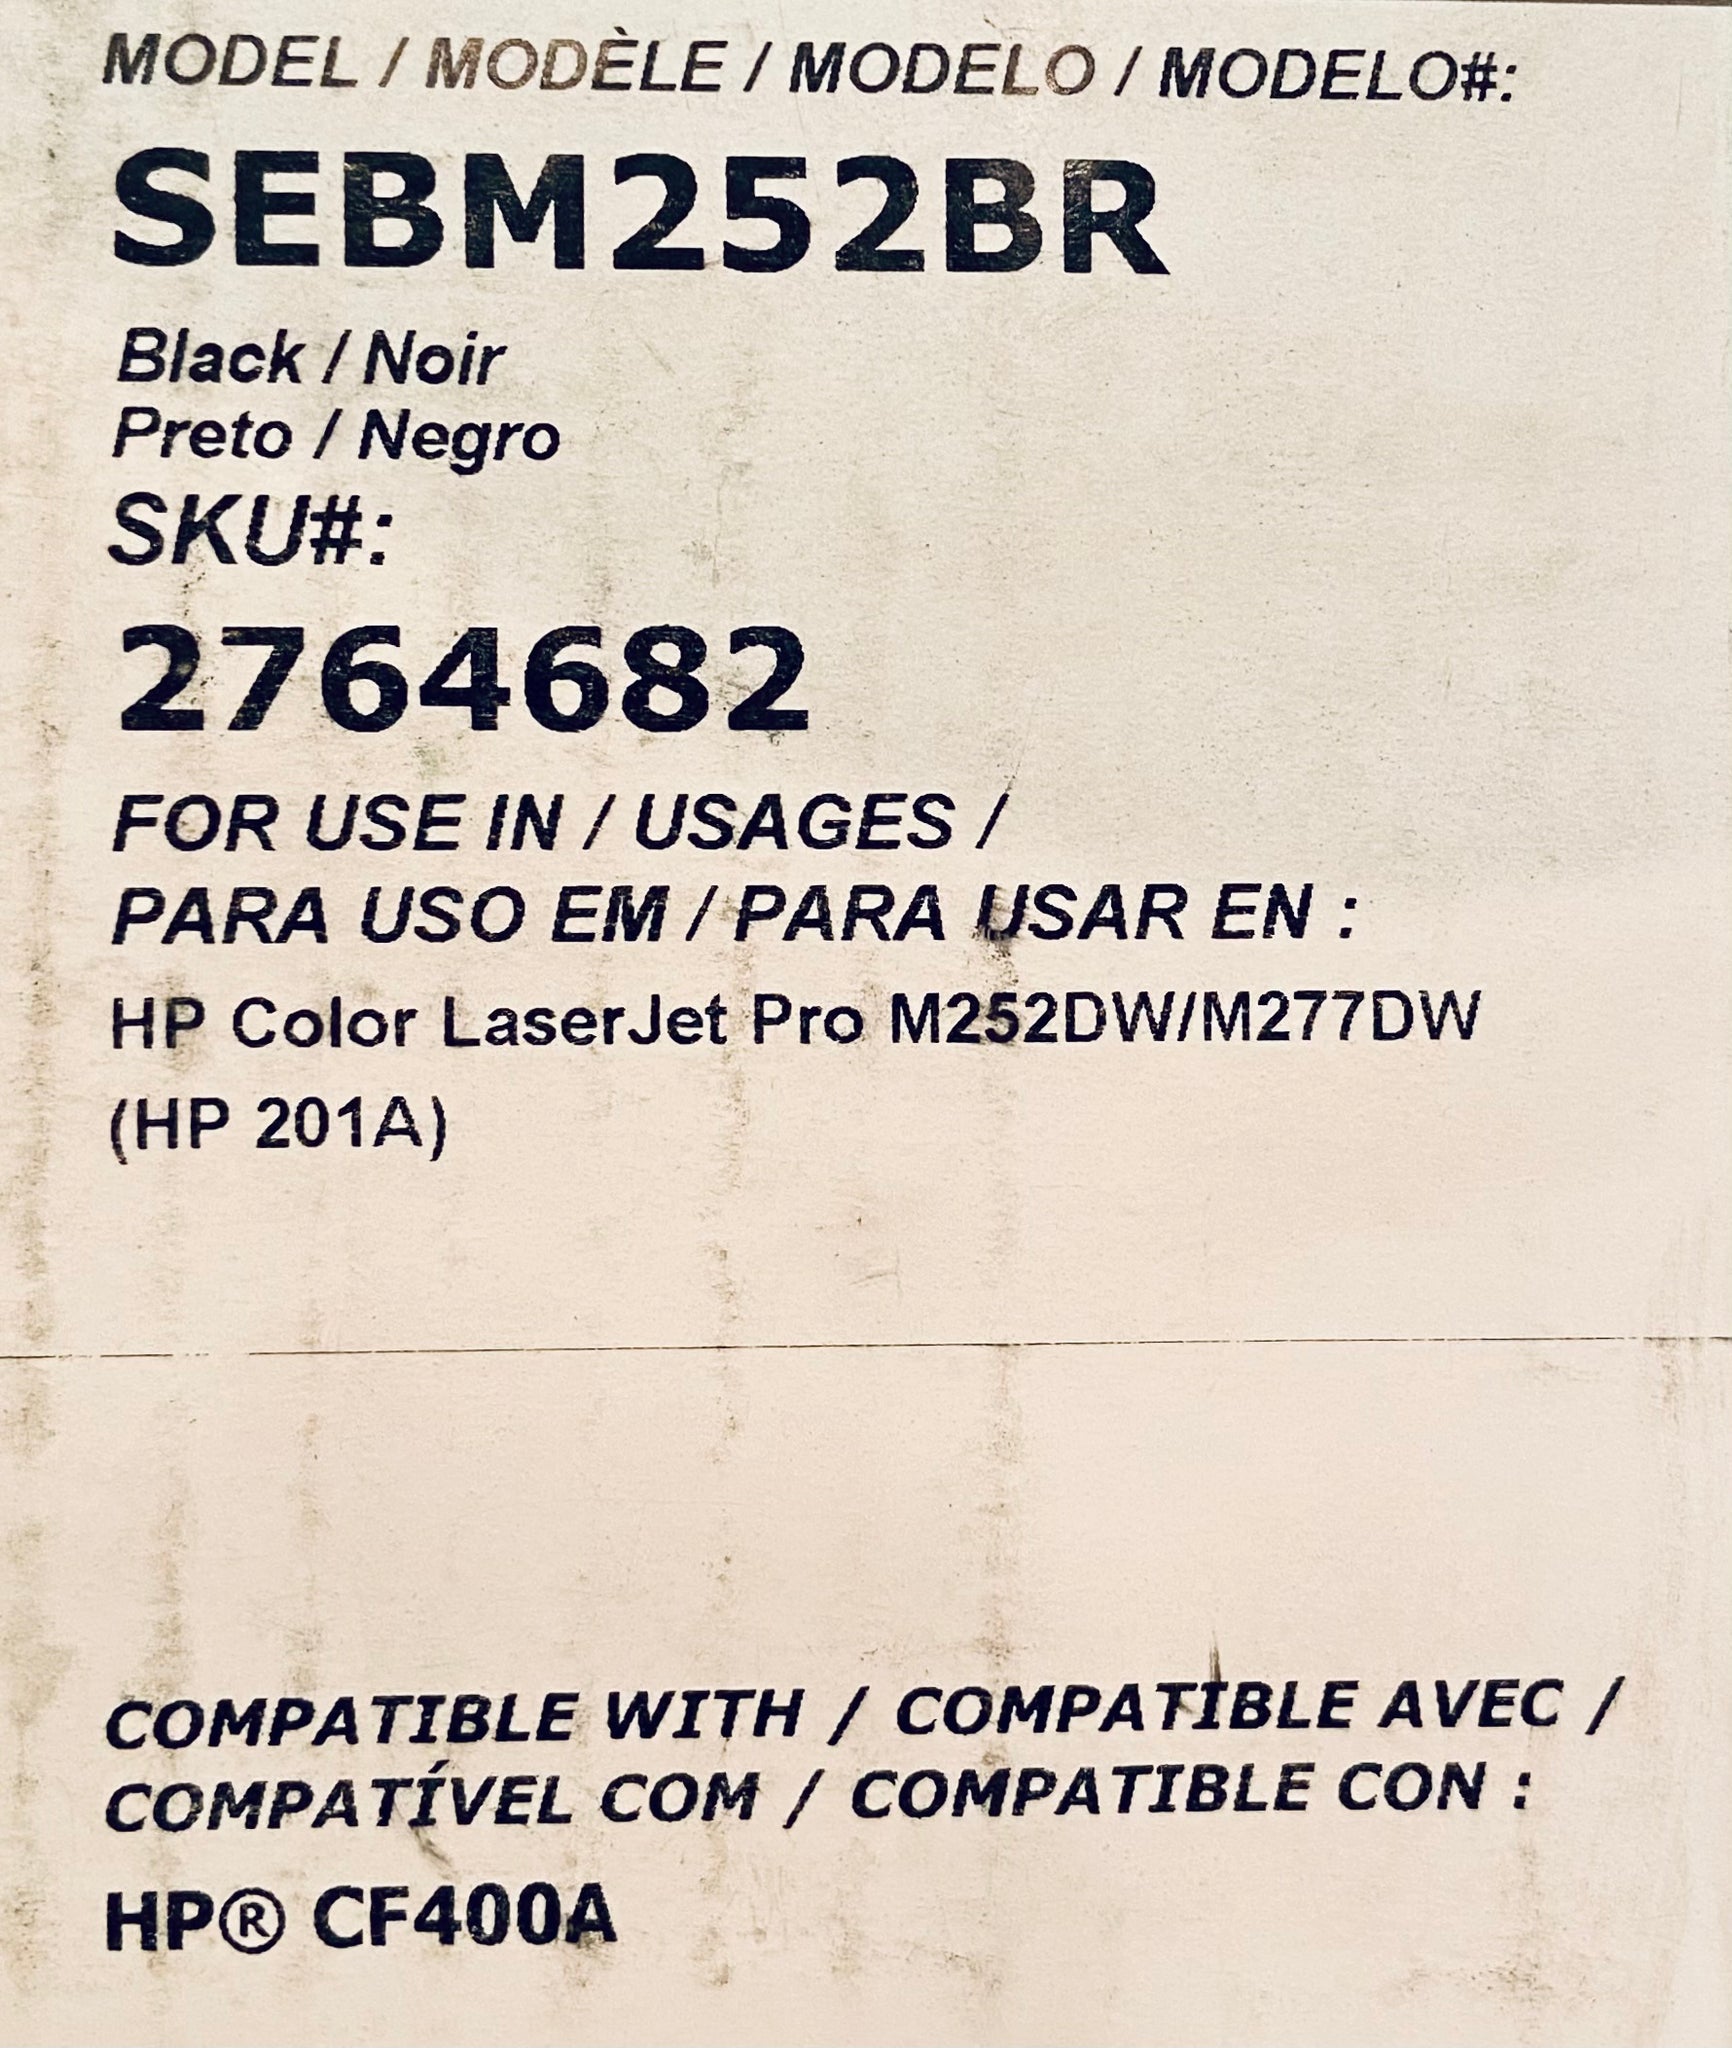 MODEL / MODÈLE / MODELO / MODELO#:
SEBM252BR
Black / Noir
Preto / Negro
SKU#:
2764682
FOR USE IN / USAGES /
PARA USO EM / PARA USAR EN :
HP Color LaserJet Pro M252DW/M277DW
(HP 201A)
COMPATIBLE WITH / COMPATIBLE AVEC /
COMPATÍVEL COM / COMPATIBLE CON :
HP® CF400A